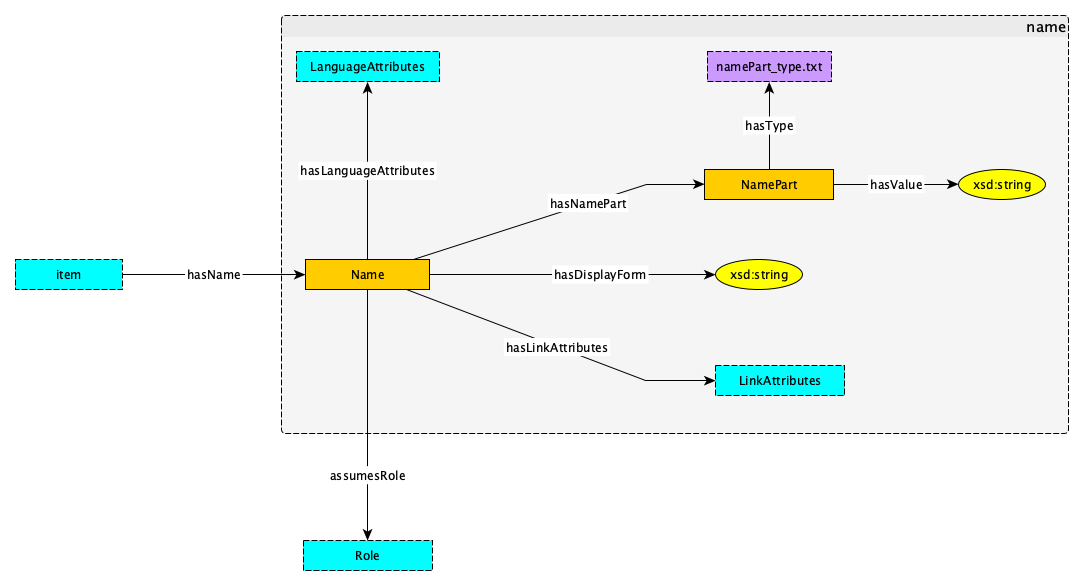 name
LanguageAttributes
namePart_type.txt
hasType
hasLanguageAttributes
NamePart
hasValue
xsd:string
hasNamePart
item
hasName
Name
hasDisplayForm
xsd:string
hasLinkAttributes
LinkAttributes
assumesRole
Role